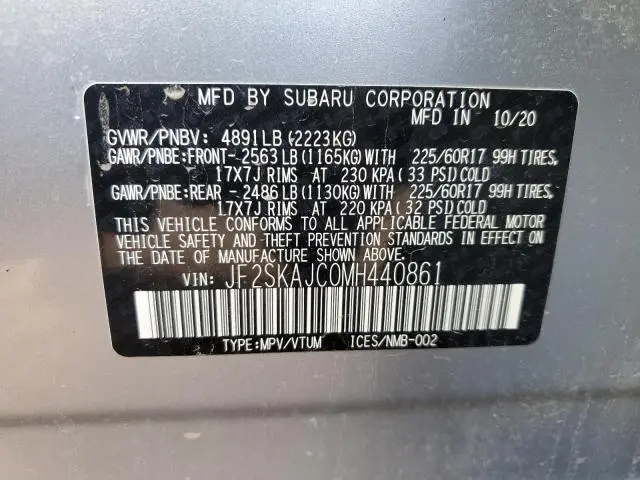 MFD BY SUBARU CORPORATION
MFD IN 10/20
GVWR/PNBV: 4891LB (2223KG)
GAWR/PNBE:FRONT- 2563LB (1165KG) WITH 225/60R17 99H TIRES,
17X7J RIMS AT 230 KPA (33 PSI) COLD
GAWR/PNBE:REAR - 2486LB (1130KG) WITH 225/60R17 99H TIRES,
17X7J RIMS AT 220 KPA (32 PSI) COLD
THIS VEHICLE CONFORMS TO ALL APPLICABLE FEDERAL MOTOR
VEHICLE SAFETY AND THEFT PREVENTION STANDARDS IN EFFECT ON
THE DATE OF MANUFACTURE SHOWN ABOVE.
VIN: JF2SKAJC0MH440861
TYPE:MPV/VTUM ICES/NMB-002